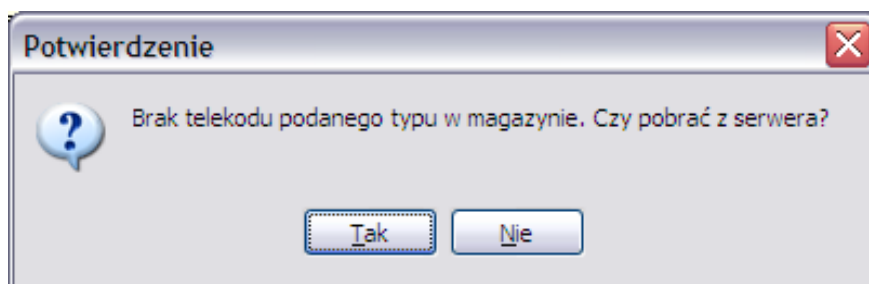 Potwierdzenie
Brak telekodu podanego typu w magazynie. Czy pobrać z serwera?
Tak
Nie